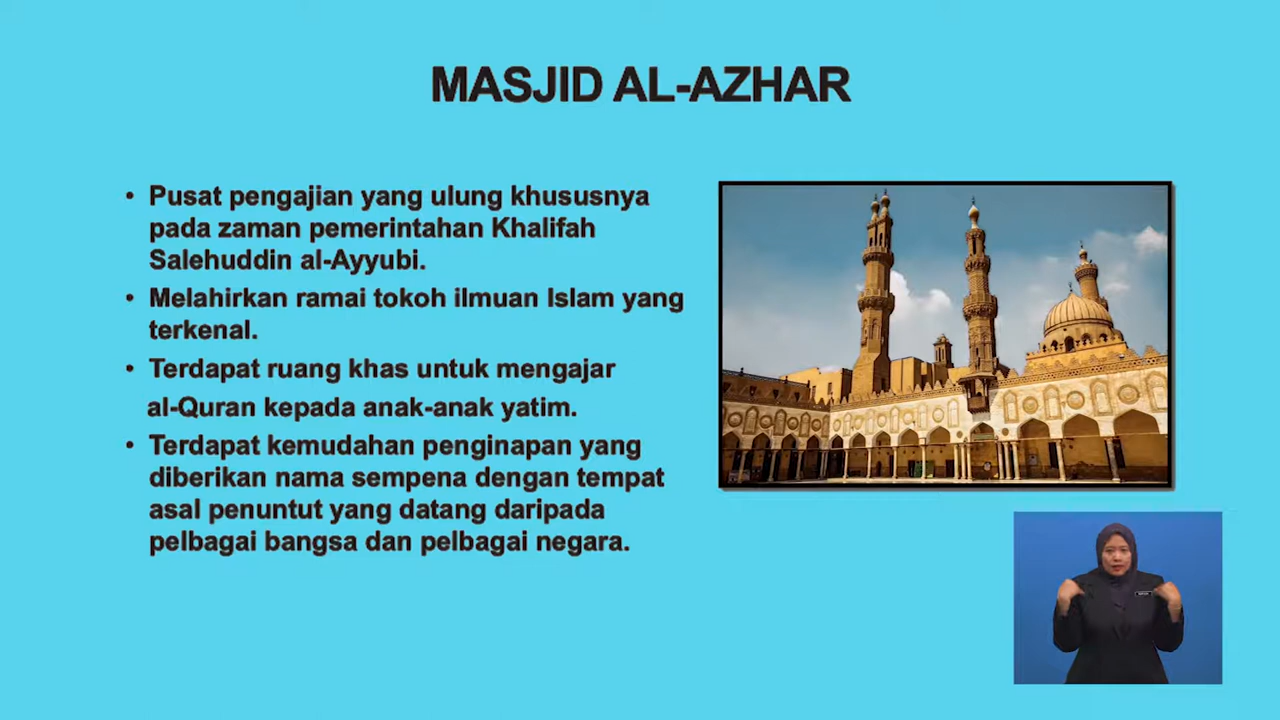 MASJID AL-AZHAR
• Pusat pengajian yang ulung khususnya
pada zaman pemerintahan Khalifah
Salehuddin al-Ayyubi.
• Melahirkan ramai tokoh ilmuan Islam yang
terkenal.
• Terdapat ruang khas untuk mengajar
al-Quran kepada anak-anak yatim.
• Terdapat kemudahan penginapan yang
diberikan nama sempena dengan tempat
asal penuntut yang datang daripada
pelbagai bangsa dan pelbagai negara.